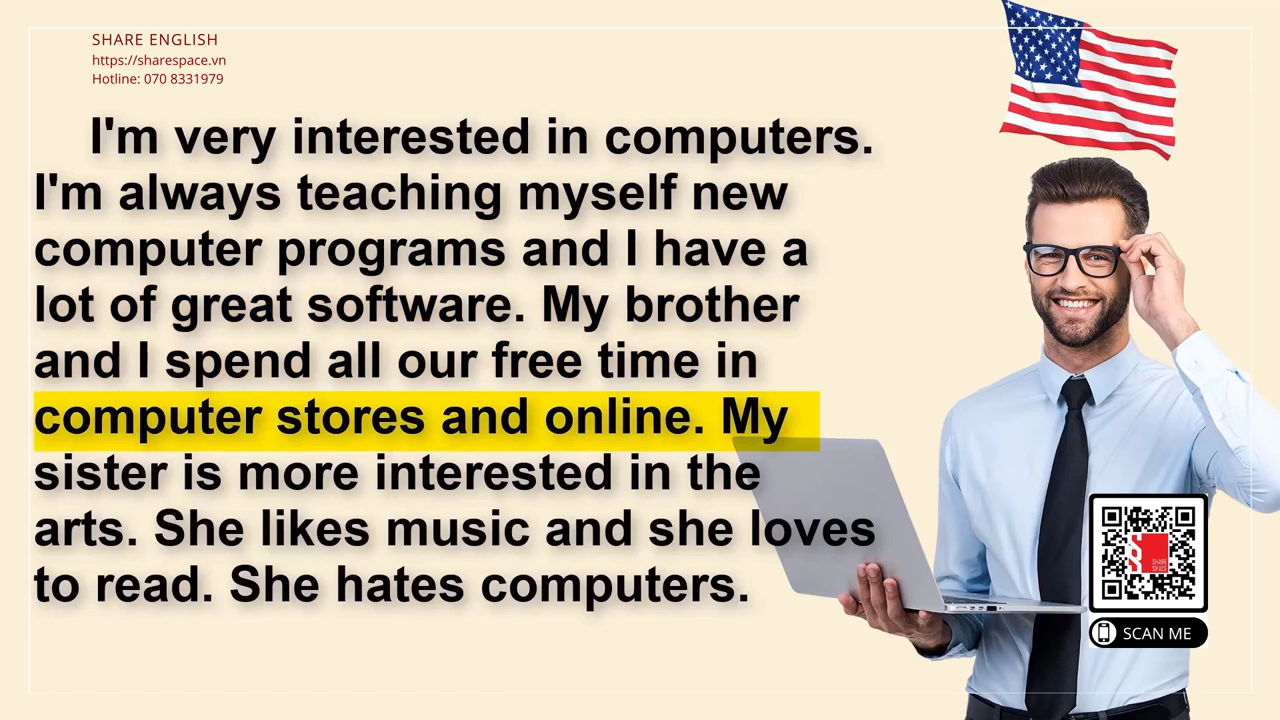 SHARE ENGLISH
https://sharespace.vn
Hotline: 070 8331979
I'm very interested in computers.
I'm always teaching myself new
computer programs and I have a
lot of great software. My brother
and I spend all our free time in
computer stores and online. My
sister is more interested in the
arts. She likes music and she loves
to read. She hates computers.
SHARE
SPACE
SCAN ME